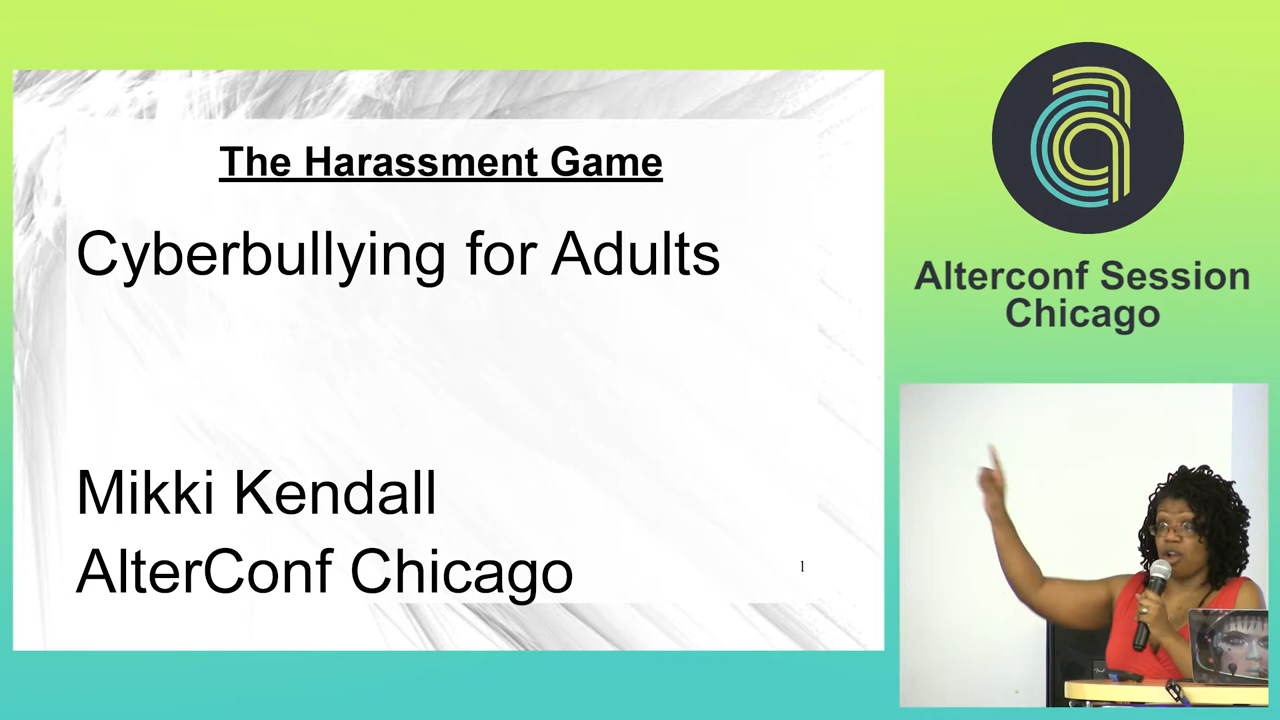 The Harassment Game
Cyberbullying for Adults
Mikki Kendall
AlterConf Chicago
1
Alterconf Session
Chicago